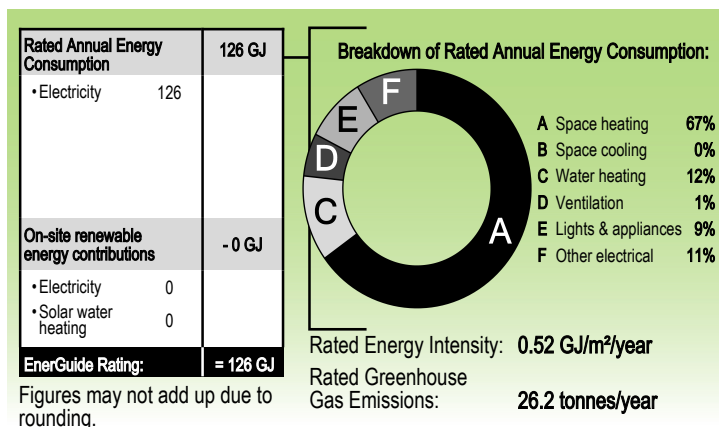 Rated Annual Energy Consumption 126 GJ
• Electricity 126
On-site renewable energy contributions - 0 GJ
• Electricity 0
• Solar water heating 0
EnerGuide Rating: = 126 GJ
Figures may not add up due to
rounding.
Breakdown of Rated Annual Energy Consumption:
F
E
D
C
A
A Space heating 67%
B Space cooling 0%
C Water heating 12%
D Ventilation 1%
E Lights & appliances 9%
F Other electrical 11%
Rated Energy Intensity: 0.52 GJ/m²/year
Rated Greenhouse
Gas Emissions: 26.2 tonnes/year